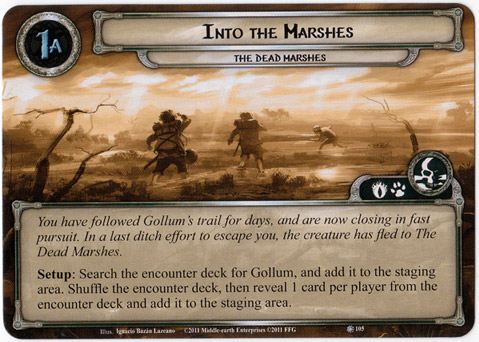 1A
INTO THE MARSHES
THE DEAD MARSHES
You have followed Gollum's trail for days, and are now closing in fast
pursuit. In a last ditch effort to escape you, the creature has fled to The
Dead Marshes.
Setup: Search the encounter deck for Gollum, and add it to the staging
area. Shuffle the encounter deck, then reveal 1 card per player from the
encounter deck and add it to the staging area.
Illus. Ignacio Bazán Lazcano ©2011 Middle-earth Enterprises ©2011 FFG 105